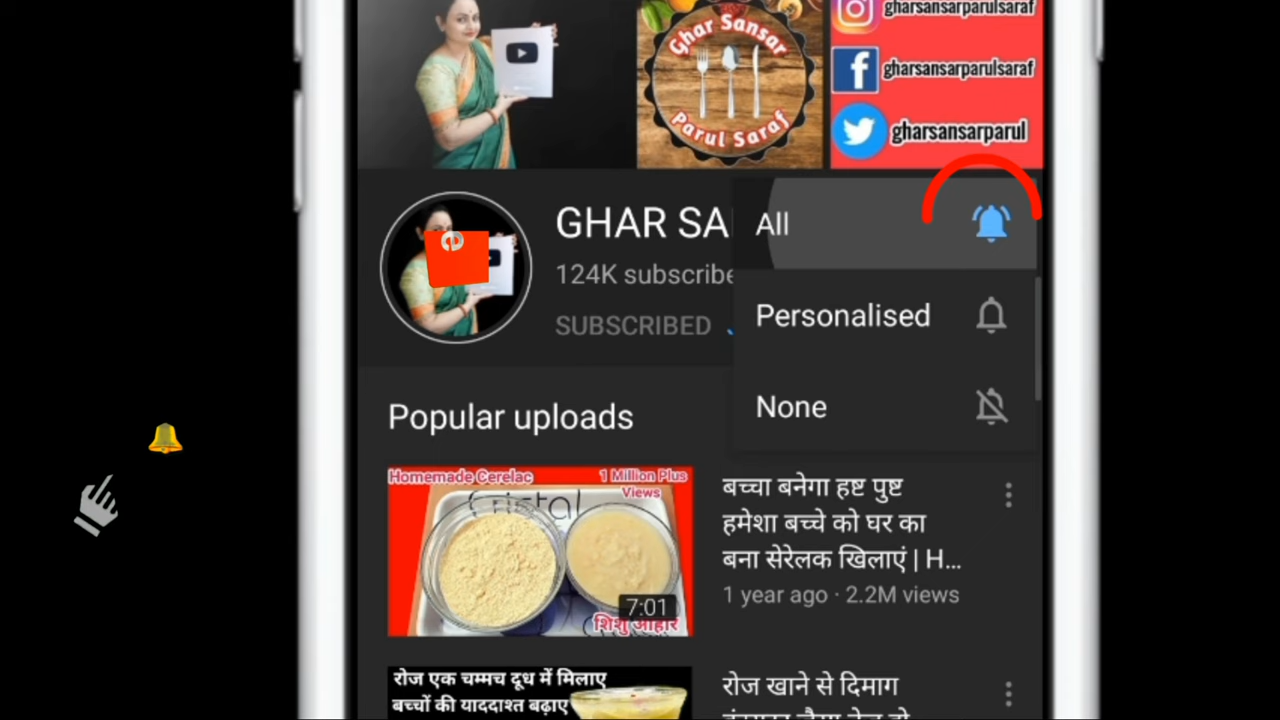 gharsansarparulsaraf
Ghar Sansar
Parul Saraf
gharsansarparulsaraf
gharsansarparul
GHAR SA
All
124K subscribe
SUBSCRIBED
Personalised
None
Popular uploads
Homemade Cerelac
1 Million Plus
Views
Cristal
7:01
शिशु आहार
बच्चा बनेगा हष्ट पुष्ट
हमेशा बच्चे को घर का
बना सेरेलक खिलाएं | H...
1 year ago · 2.2M views
रोज एक चम्मच दूध में मिलाए
बच्चों की याददाश्त बढ़ाए
रोज खाने से दिमाग